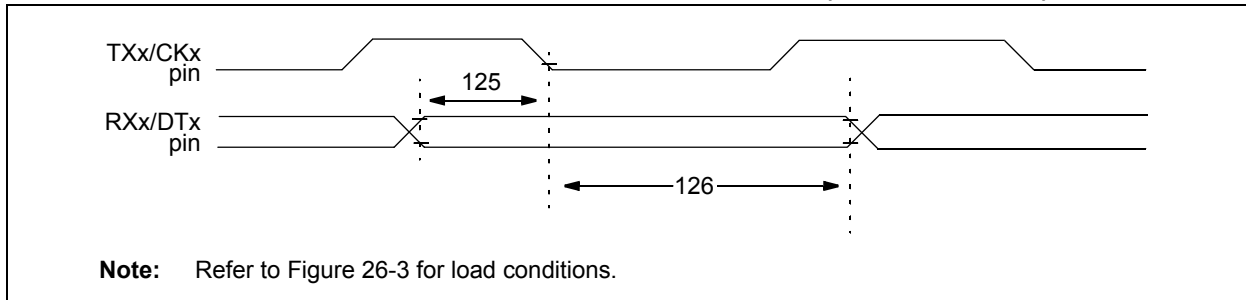 TXx/CKx
pin
125
RXx/DTx
pin
126
Note: Refer to Figure 26-3 for load conditions.